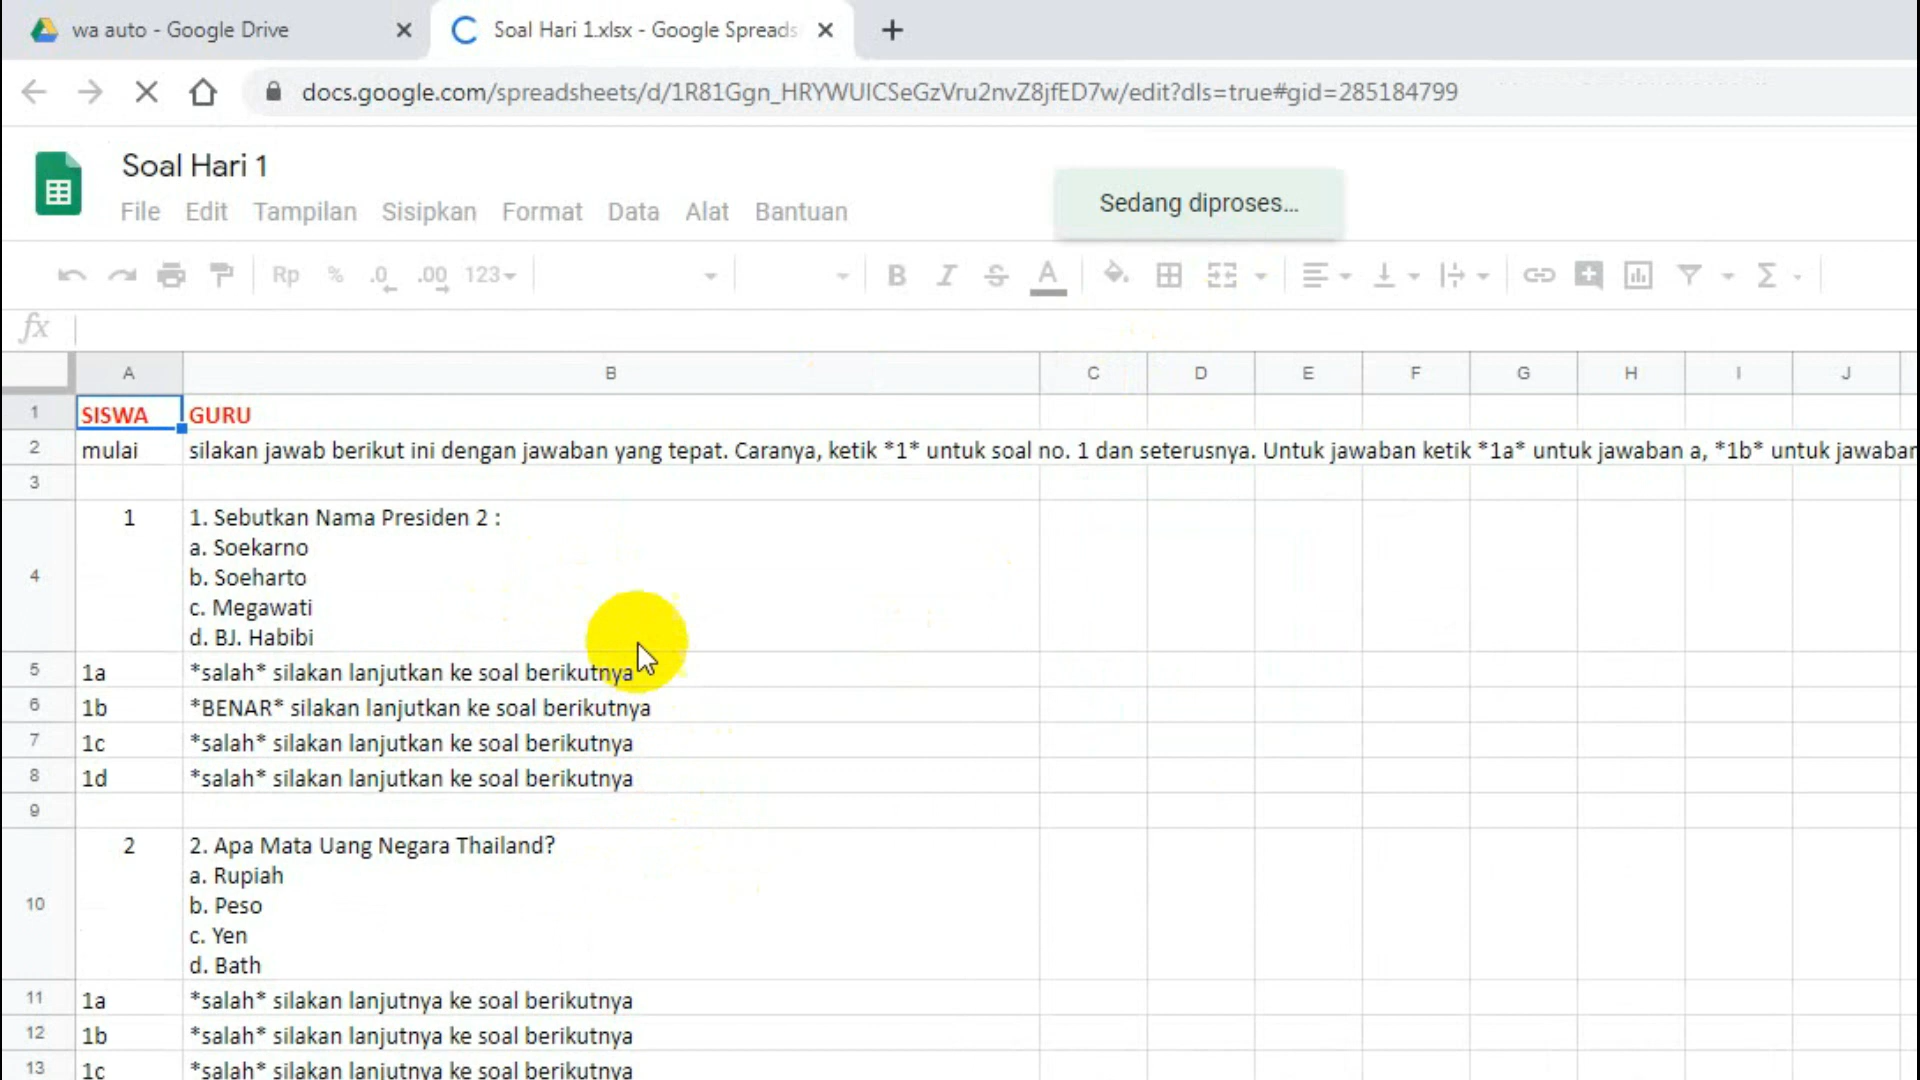 wa auto - Google Drive
Soal Hari 1.xlsx - Google Spreads
docs.google.com/spreadsheets/d/1R81Ggn_HRYWUICSeGzVru2nvZ8jfED7w/edit?dls=true#gid=285184799
Soal Hari 1
File Edit Tampilan Sisipkan Format Data Alat Bantuan
Sedang diproses...
Rp % .0 .00 123 B I S A Σ
fx
A B C D E F G H I J
1 SISWA GURU
2 mulai silakan jawab berikut ini dengan jawaban yang tepat. Caranya, ketik *1* untuk soal no. 1 dan seterusnya. Untuk jawaban ketik *1a* untuk jawaban a, *1b* untuk jawaban
3
4 1 1. Sebutkan Nama Presiden 2 :
a. Soekarno
b. Soeharto
c. Megawati
d. BJ. Habibi
5 1a *salah* silakan lanjutkan ke soal berikutnya
6 1b *BENAR* silakan lanjutkan ke soal berikutnya
7 1c *salah* silakan lanjutkan ke soal berikutnya
8 1d *salah* silakan lanjutkan ke soal berikutnya
9
10 2 2. Apa Mata Uang Negara Thailand?
a. Rupiah
b. Peso
c. Yen
d. Bath
11 1a *salah* silakan lanjutnya ke soal berikutnya
12 1b *salah* silakan lanjutnya ke soal berikutnya
13 1c *salah* silakan lanjutnya ke soal berikutnya